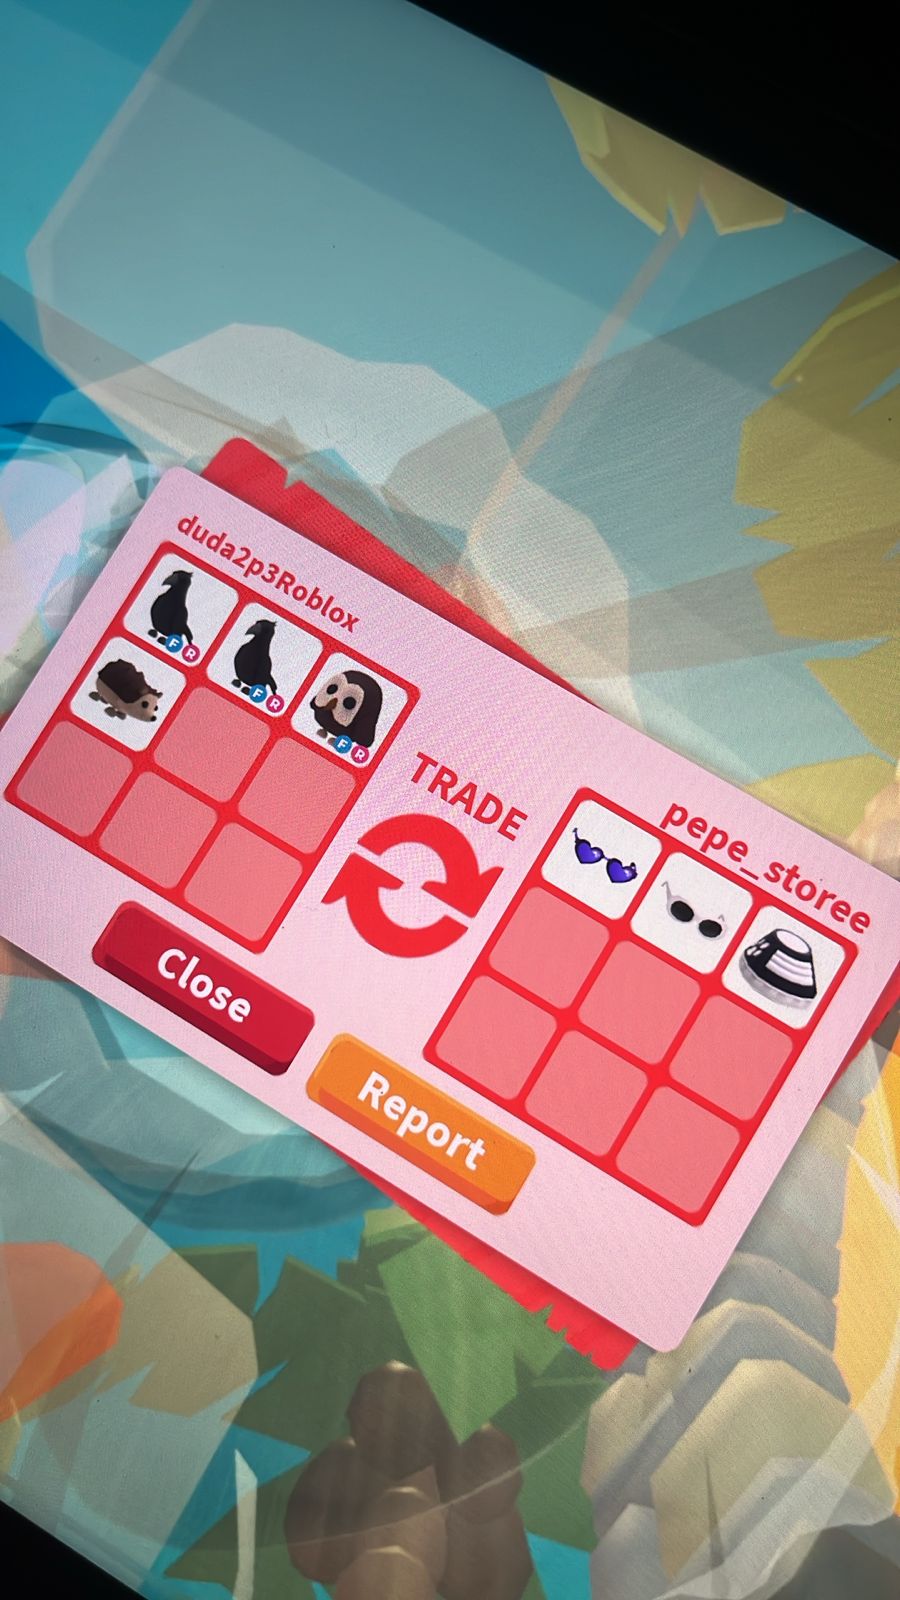 duda2p3Roblox
F R
F R
F R
TRADE
pepe_storee
Close
Report